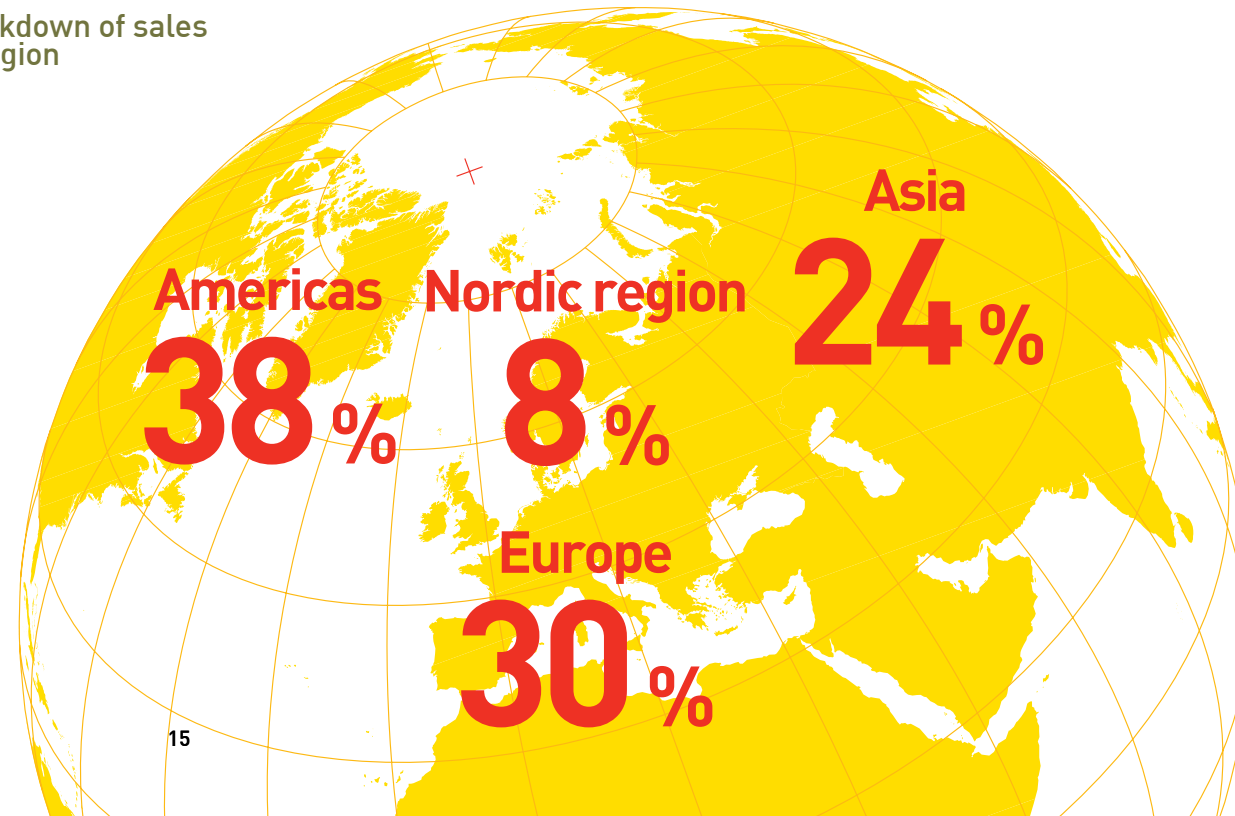 kdown of sales
gion
Asia
24 %
Americas
38 %
Nordic region
8 %
Europe
30 %
15